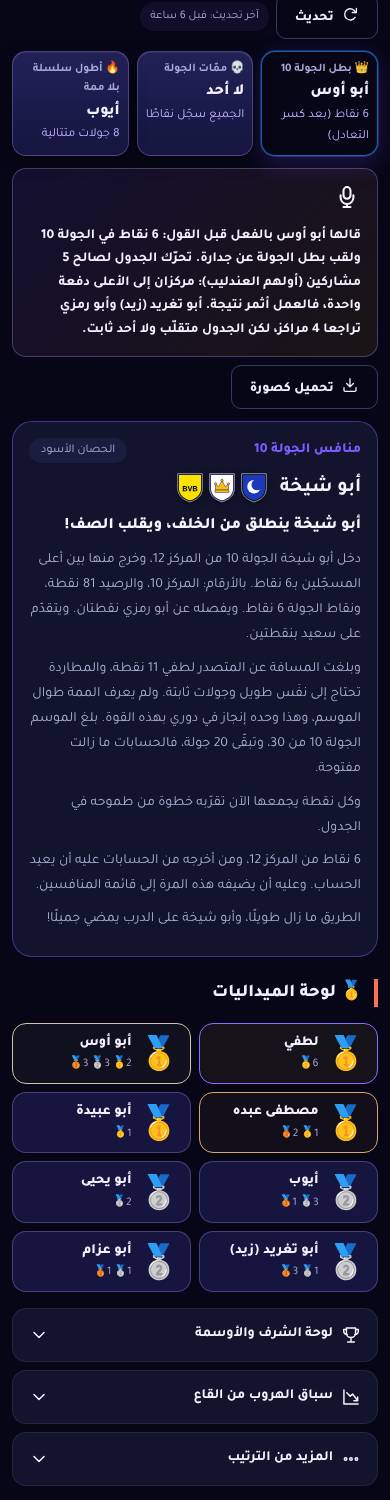 تحديث
آخر تحديث: قبل 6 ساعة
👑 بطل الجولة 10
أبو أوس
6 نقاط (بعد كسر
التعادل)
💀 ممّات الجولة
لا أحد
الجميع سجّل نقاطًا
🔥 أطول سلسلة
بلا ممة
أيوب
8 جولات متتالية
قالها أبو أوس بالفعل قبل القول: 6 نقاط في الجولة 10
ولقب بطل الجولة عن جدارة. تحرّك الجدول لصالح 5
مشاركين (أولهم العندليب): مركزان إلى الأعلى دفعة
واحدة، فالعمل أثمر نتيجة. أبو تغريد (زيد) وأبو رمزي
تراجعا 4 مراكز، لكن الجدول متقلّب ولا أحد ثابت.
تحميل كصورة
منافس الجولة 10
الحصان الأسود
أبو شيخة
BVB
أبو شيخة ينطلق من الخلف، ويقلب الصف!
دخل أبو شيخة الجولة 10 من المركز 12، وخرج منها بين أعلى
المسجّلين بـ6 نقاط. بالأرقام: المركز 10، والرصيد 81 نقطة،
ونقاط الجولة 6 نقاط. ويفصله عن أبو رمزي نقطتان. ويتقدّم
على سعيد بنقطتين.
وبلغت المسافة عن المتصدر لطفي 11 نقطة، والمطاردة
تحتاج إلى نفَس طويل وجولات ثابتة. ولم يعرف الممة طوال
الموسم، وهذا وحده إنجاز في دوري بهذه القوة. بلغ الموسم
الجولة 10 من 30، وتبقّى 20 جولة، فالحسابات ما زالت
مفتوحة.
وكل نقطة يجمعها الآن تقرّبه خطوة من طموحه في
الجدول.
6 نقاط من المركز 12، ومن أخرجه من الحسابات عليه أن يعيد
الحساب. وعليه أن يضيفه هذه المرة إلى قائمة المنافسين.
الطريق ما زال طويلًا، وأبو شيخة على الدرب يمضي جميلًا!
🏅 لوحة الميداليات
لطفي
6🥇
أبو أوس
2🥇 3🥈 3🥉
مصطفى عبده
1🥇 2🥉
أبو عبيدة
1🥇
أيوب
3🥈 1🥉
أبو يحيى
2🥈
أبو تغريد (زيد)
1🥈 3🥉
أبو عزام
1🥈 1🥉
لوحة الشرف والأوسمة
سباق الهروب من القاع
المزيد من الترتيب